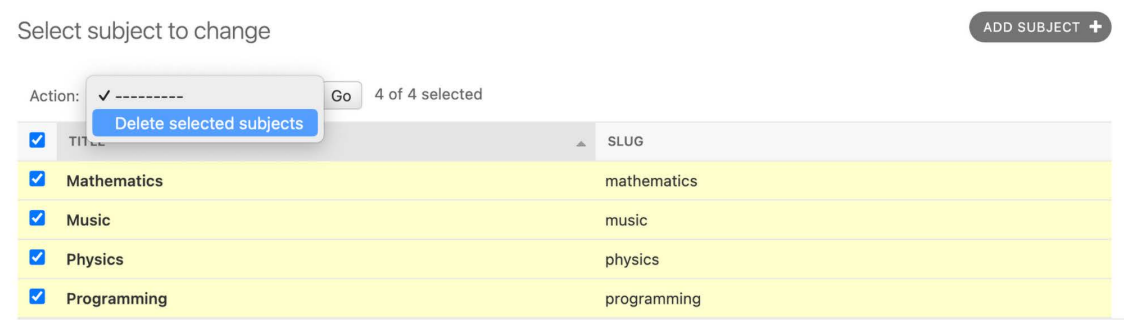 Select subject to change
ADD SUBJECT +
Action: ✓ --------- Go 4 of 4 selected
Delete selected subjects
SLUG
Mathematics mathematics
Music music
Physics physics
Programming programming